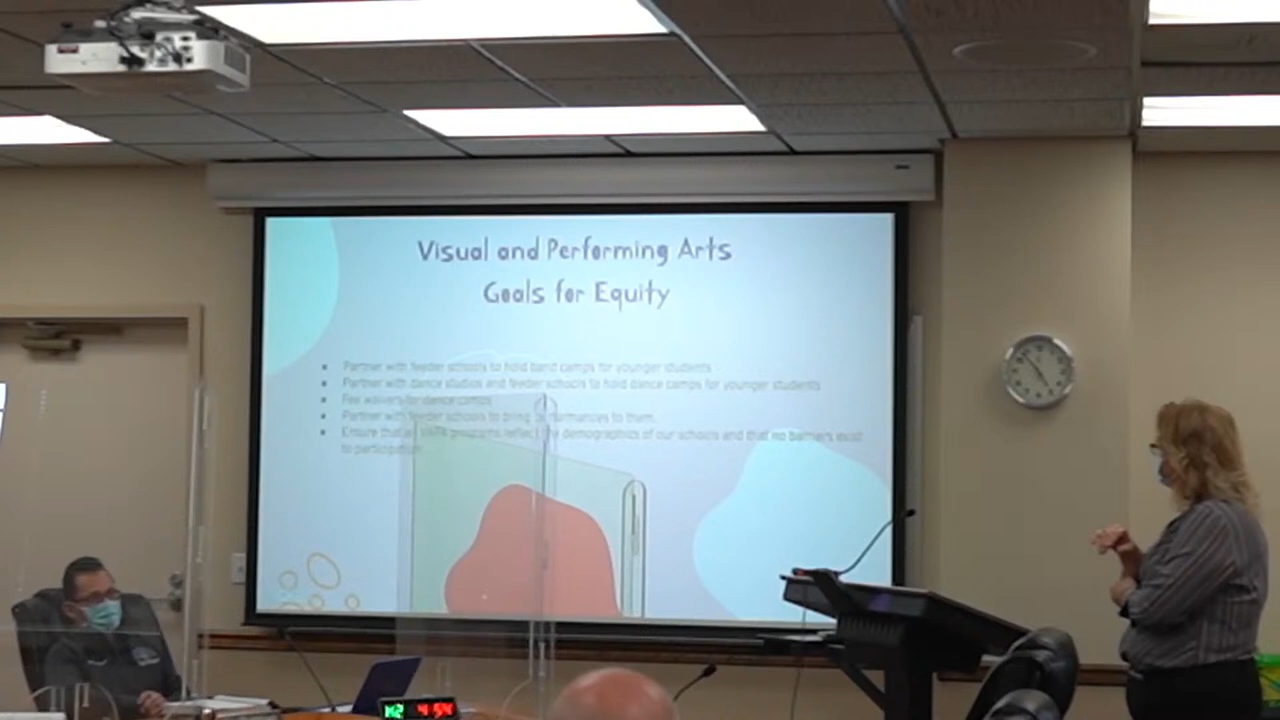 Visual and Performing Arts
Goals for Equity
Partner with feeder schools to hold band camps for younger students
Partner with dance studios and feeder schools to hold dance camps for younger students
Fee waivers for dance camps
Partner with feeder schools to bring performances to them.
Ensure that all programs reflect the demographics of our schools and that no barriers exist
to participation